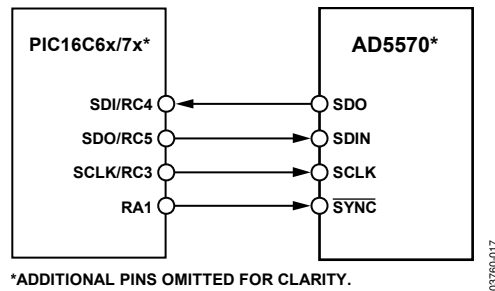 PIC16C6x/7x*
AD5570*
SDI/RC4
SDO
SDO/RC5
SDIN
SCLK/RC3
SCLK
RA1
SYNC
*ADDITIONAL PINS OMITTED FOR CLARITY.
03760-017